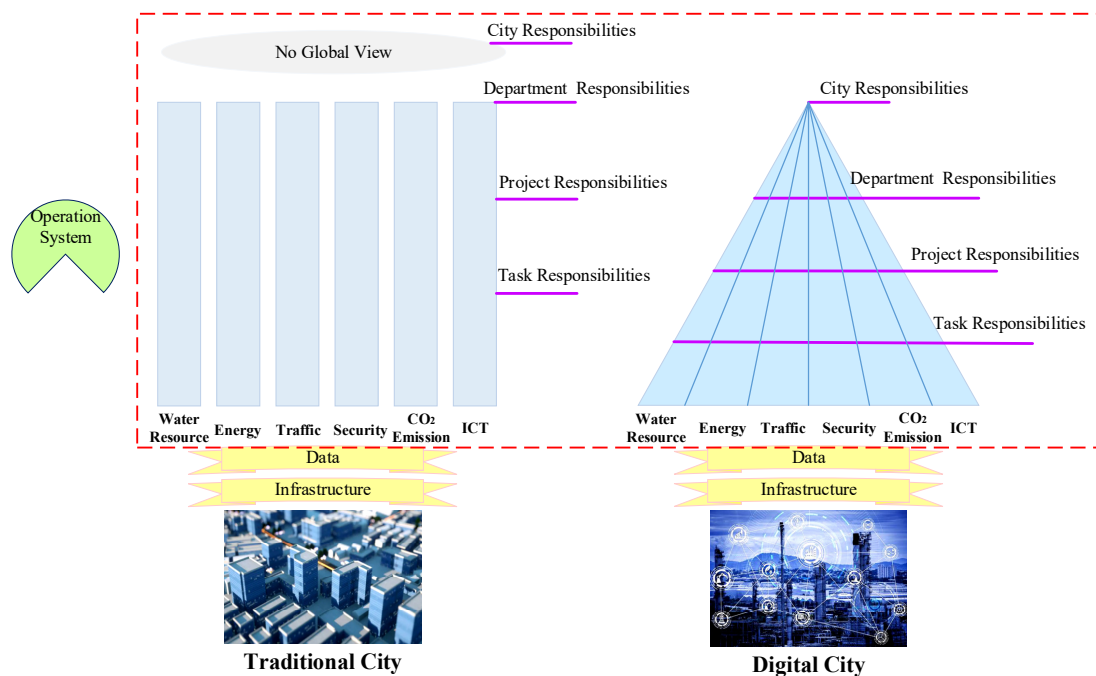 No Global View
City Responsibilities
Department Responsibilities
Project Responsibilities
Task Responsibilities
Operation
System
Water
Resource
Energy
Traffic
Security
CO₂
Emission
ICT
Data
Infrastructure
Traditional City
City Responsibilities
Department Responsibilities
Project Responsibilities
Task Responsibilities
Water
Resource
Energy
Traffic
Security
CO₂
Emission
ICT
Data
Infrastructure
Digital City